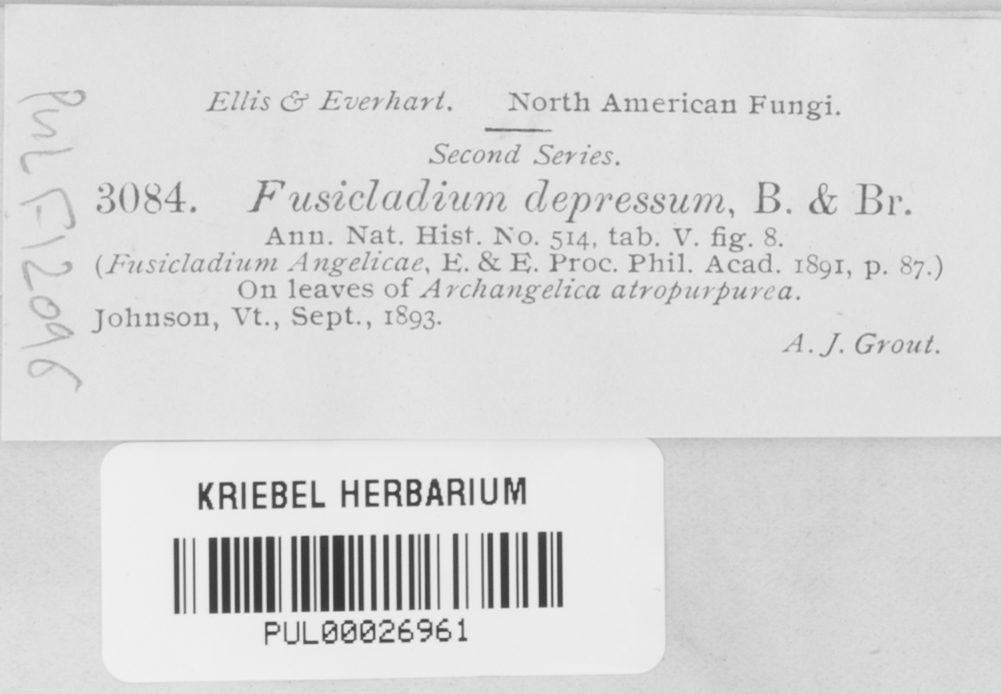 Ellis & Everhart. North American Fungi.
Second Series.
3084. Fusicladium depressum, B. & Br.
Ann. Nat. Hist. No. 514, tab. V. fig. 8.
(Fusicladium Angelicae, E. & E. Proc. Phil. Acad. 1891, p. 87.)
On leaves of Archangelica atropurpurea.
Johnson, Vt., Sept., 1893.
A. J. Grout.
PUL F12096
KRIEBEL HERBARIUM
PUL00026961